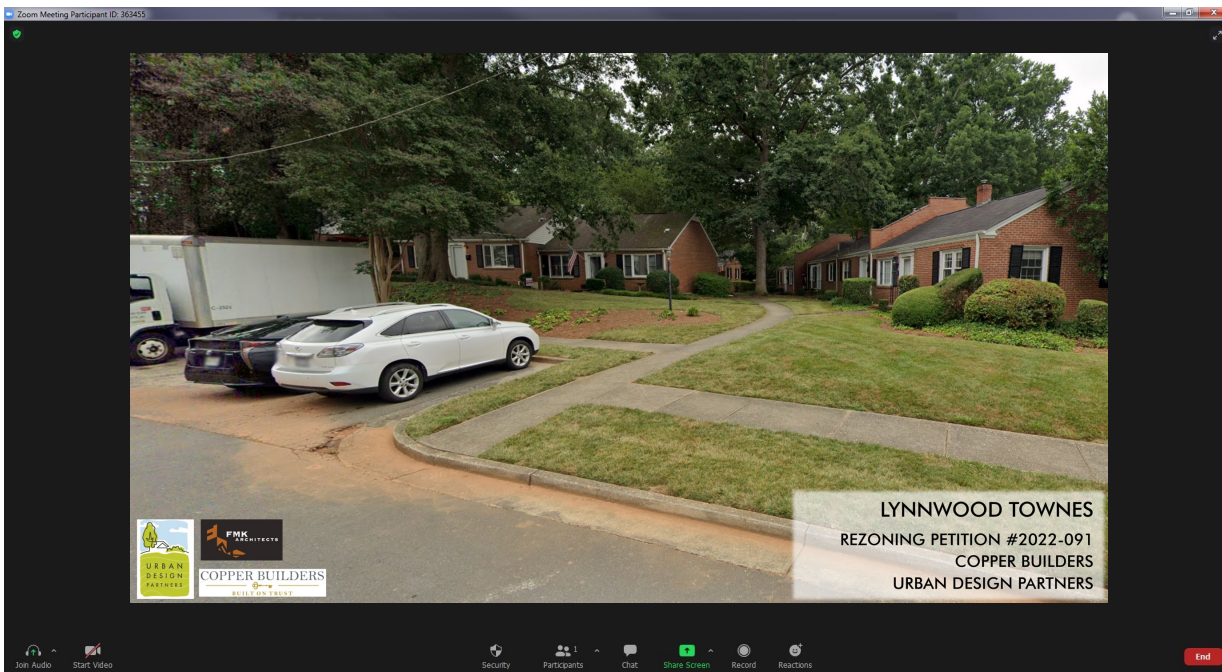 Zoom Meeting Participant ID: 363455
LYNNWOOD TOWNES
REZONING PETITION #2022-091
COPPER BUILDERS
URBAN DESIGN PARTNERS
FMK
ARCHITECTS
URBAN
DESIGN
PARTNERS
COPPER BUILDERS
BUILT ON TRUST
Join Audio
Start Video
Security
1
Participants
Chat
Share Screen
Record
Reactions
End